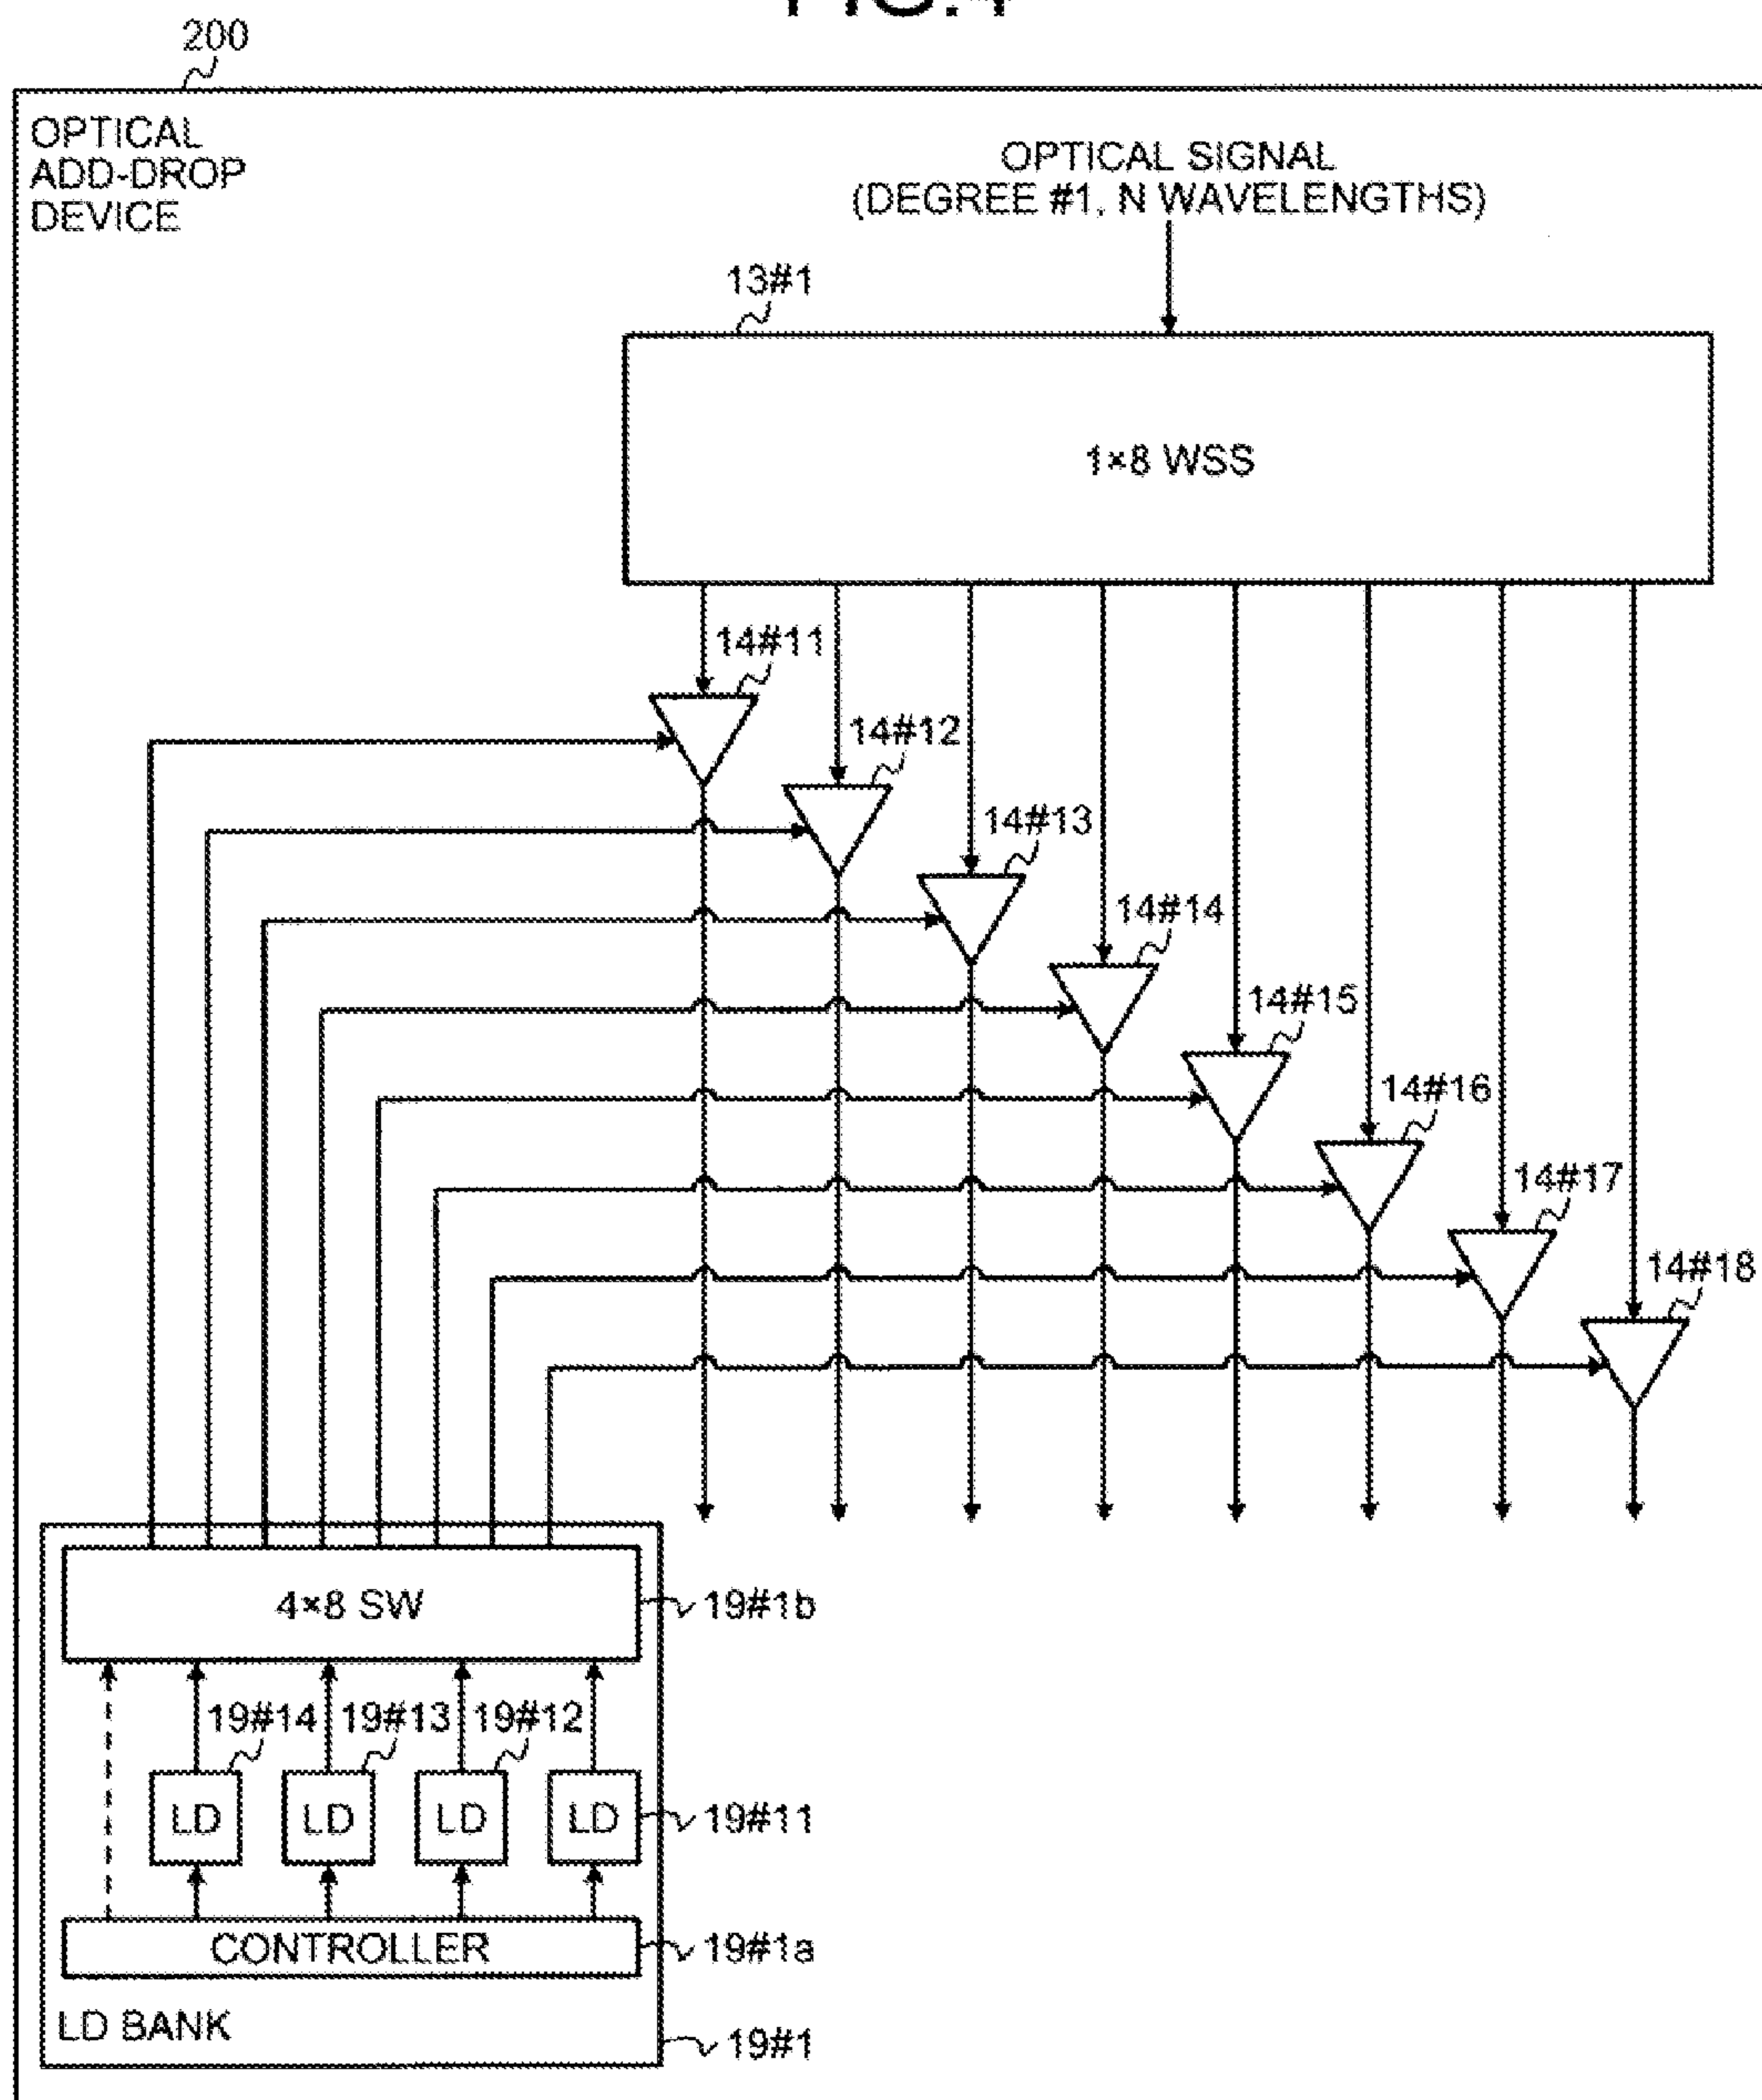 FIG.4
200
OPTICAL
ADD-DROP
DEVICE
OPTICAL SIGNAL
(DEGREE #1, N WAVELENGTHS)
13#1
1×8 WSS
14#11
14#12
14#13
14#14
14#15
14#16
14#17
14#18
4×8 SW
19#1b
19#14
19#13
19#12
LD
LD
LD
LD
19#11
CONTROLLER
19#1a
LD BANK
19#1